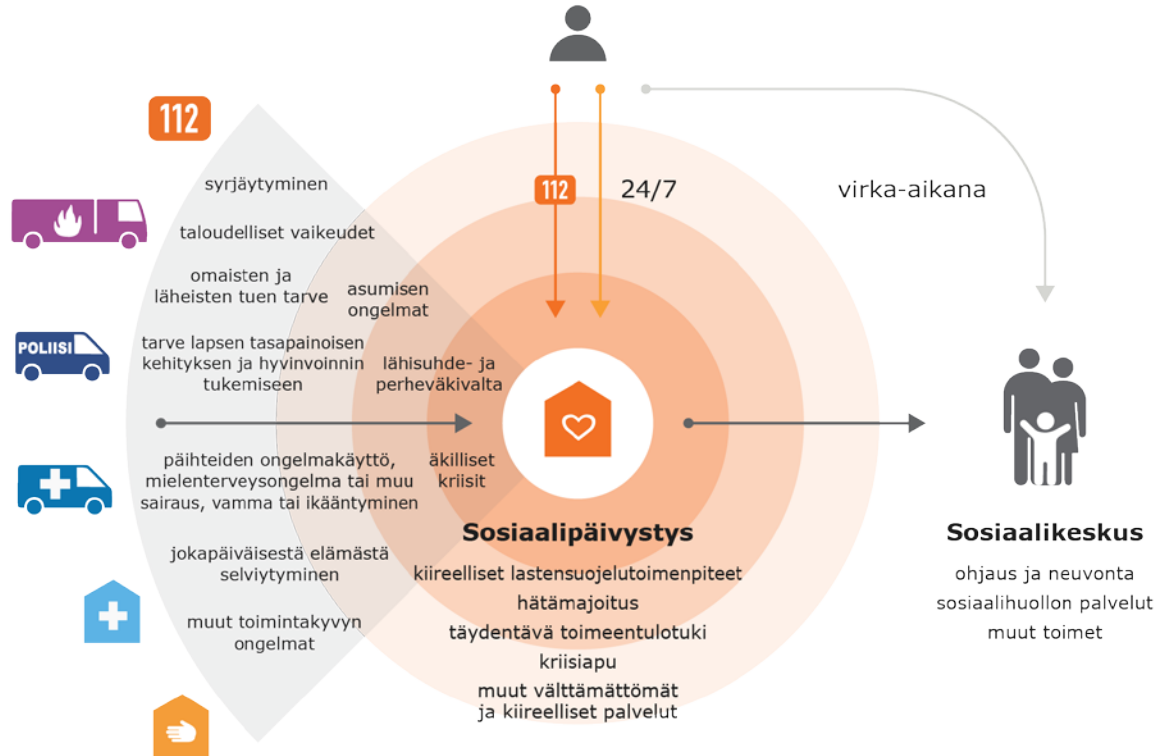 112
syrjäytyminen
taloudelliset vaikeudet
omaisten ja
läheisten tuen tarve
asumisen
ongelmat
POLIISI
tarve lapsen tasapainoisen
kehityksen ja hyvinvoinnin
tukemiseen
lähisuhde- ja
perheväkivalta
päihteiden ongelmakäyttö,
mielenterveysongelma tai muu
sairaus, vamma tai ikääntyminen
äkilliset
kriisit
jokapäiväisestä elämästä
selviytyminen
muut toimintakyvyn
ongelmat
112
24/7
virka-aikana
Sosiaalipäivystys
kiireelliset lastensuojelutoimenpiteet
hätämajoitus
täydentävä toimeentulotuki
kriisiapu
muut välttämättömät
ja kiireelliset palvelut
Sosiaalikeskus
ohjaus ja neuvonta
sosiaalihuollon palvelut
muut toimet